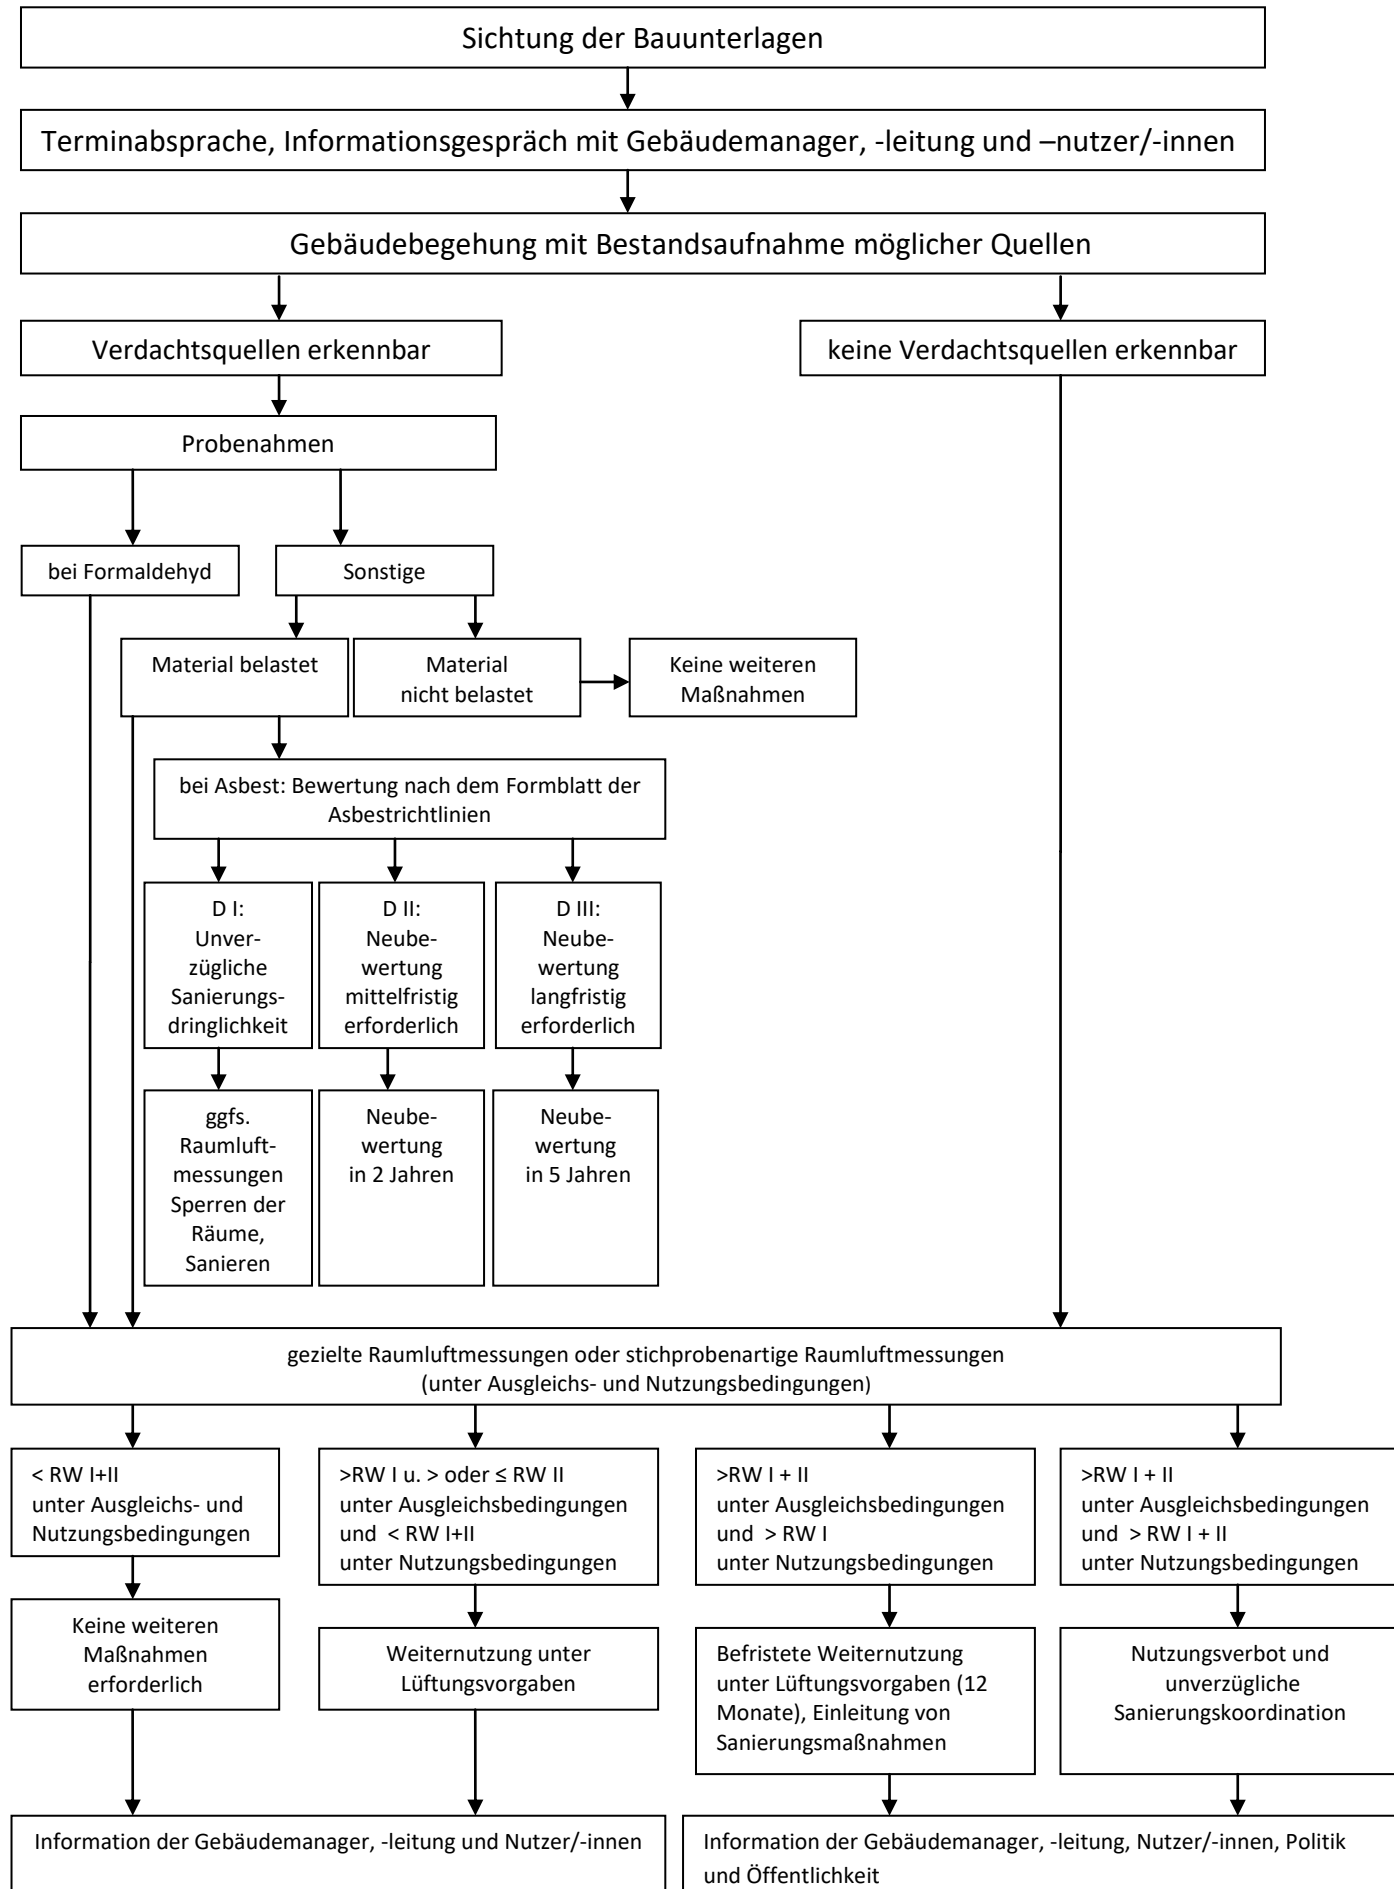 Sichtung der Bauunterlagen
Terminabsprache, Informationsgespräch mit Gebäudemanager, -leitung und –nutzer/-innen
Gebäudebegehung mit Bestandsaufnahme möglicher Quellen
Verdachtsquellen erkennbar
keine Verdachtsquellen erkennbar
Probenahmen
bei Formaldehyd
Sonstige
Material belastet
Material
nicht belastet
Keine weiteren
Maßnahmen
bei Asbest: Bewertung nach dem Formblatt der
Asbestrichtlinien
D I:
Unver-
zügliche
Sanierungs-
dringlichkeit
D II:
Neube-
wertung
mittelfristig
erforderlich
D III:
Neube-
wertung
langfristig
erforderlich
ggfs.
Raumluft-
messungen
Sperren der
Räume,
Sanieren
Neube-
wertung
in 2 Jahren
Neube-
wertung
in 5 Jahren
gezielte Raumluftmessungen oder stichprobenartige Raumluftmessungen
(unter Ausgleichs- und Nutzungsbedingungen)
< RW I+II
unter Ausgleichs- und
Nutzungsbedingungen
>RW I u. > oder ≤ RW II
unter Ausgleichsbedingungen
und < RW I+II
unter Nutzungsbedingungen
>RW I + II
unter Ausgleichsbedingungen
und > RW I
unter Nutzungsbedingungen
>RW I + II
unter Ausgleichsbedingungen
und > RW I + II
unter Nutzungsbedingungen
Keine weiteren
Maßnahmen
erforderlich
Weiternutzung unter
Lüftungsvorgaben
Befristete Weiternutzung
unter Lüftungsvorgaben (12
Monate), Einleitung von
Sanierungsmaßnahmen
Nutzungsverbot und
unverzügliche
Sanierungskoordination
Information der Gebäudemanager, -leitung und Nutzer/-innen
Information der Gebäudemanager, -leitung, Nutzer/-innen, Politik
und Öffentlichkeit